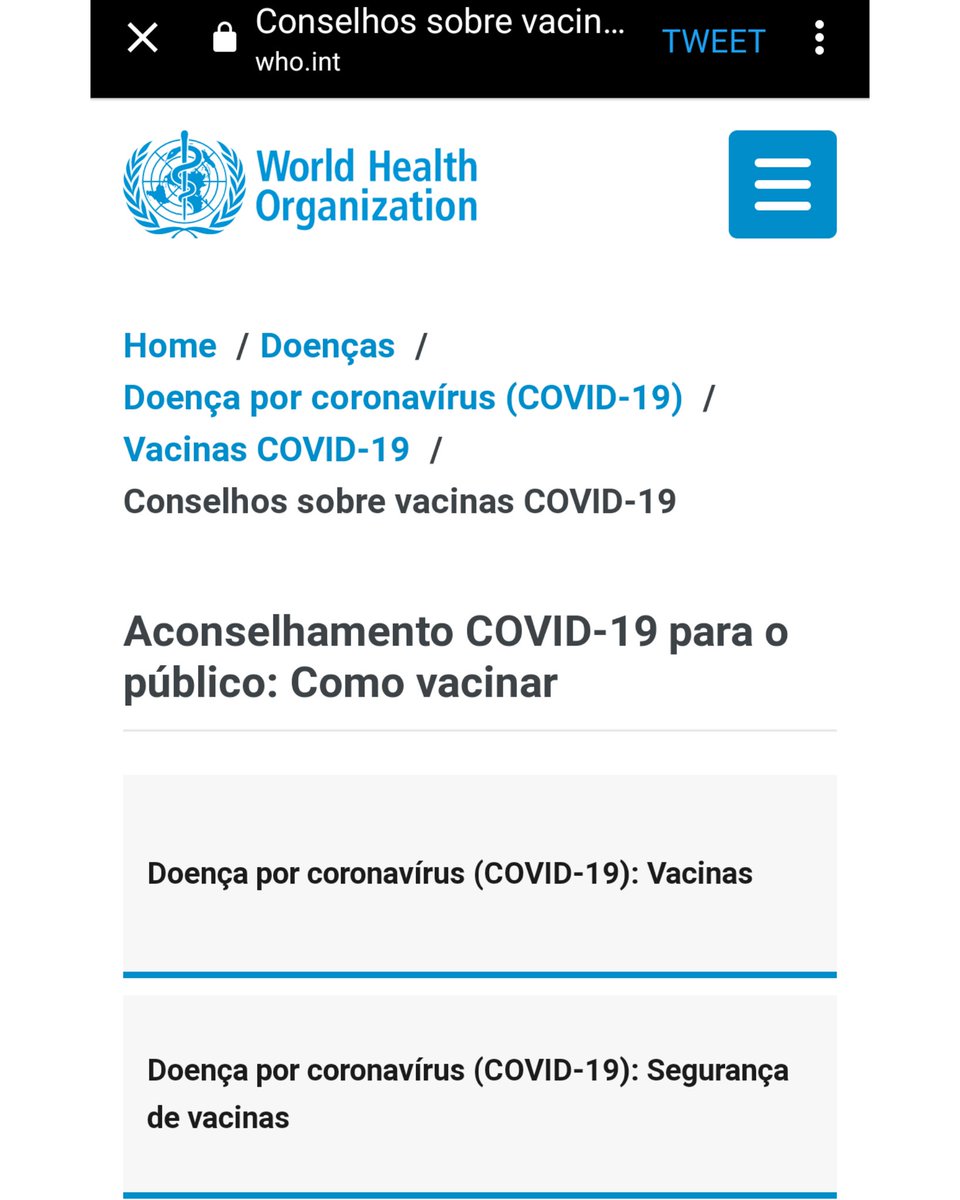 Conselhos sobre vacin...
who.int
TWEET
World Health
Organization
Home / Doenças /
Doença por coronavírus (COVID-19) /
Vacinas COVID-19 /
Conselhos sobre vacinas COVID-19
Aconselhamento COVID-19 para o
público: Como vacinar
Doença por coronavírus (COVID-19): Vacinas
Doença por coronavírus (COVID-19): Segurança
de vacinas